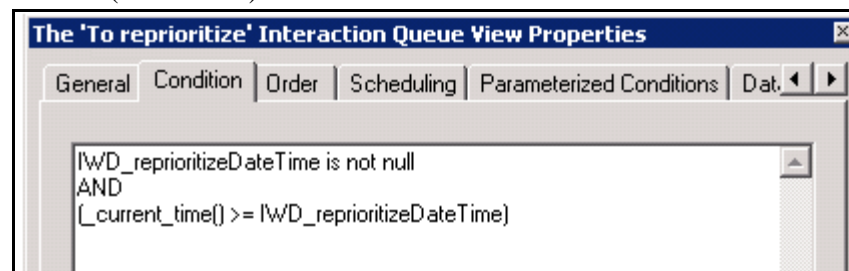 The 'To reprioritize' Interaction Queue View Properties
General Condition Order Scheduling Parameterized Conditions Dat
IWD_reprioritizeDateTime is not null
AND
(_current_time() >= IWD_reprioritizeDateTime)